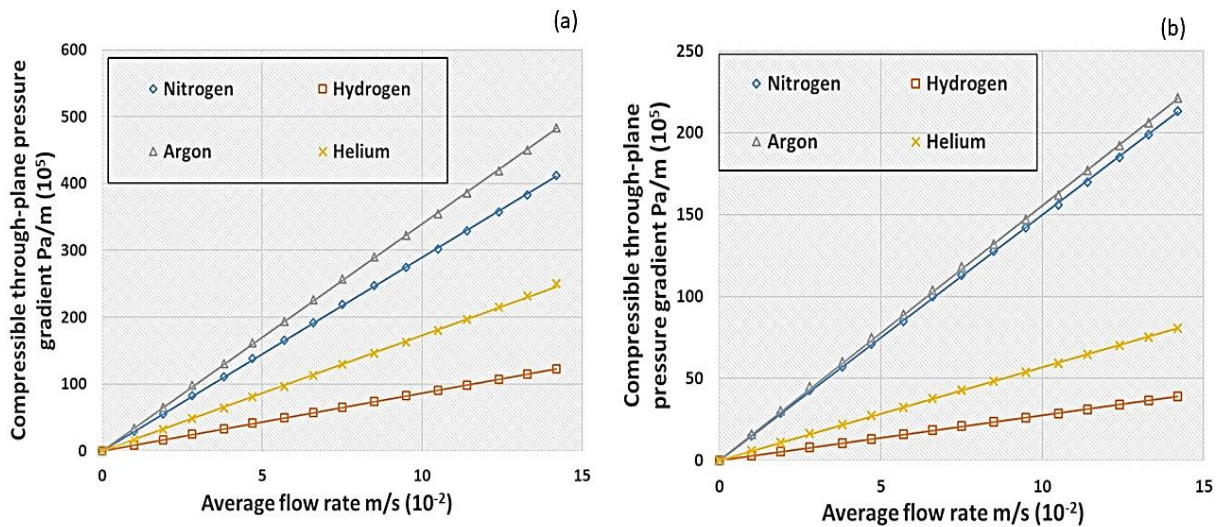 (a)
600
500
400
300
200
100
0
Nitrogen
Hydrogen
Argon
Helium
0
5
10
15
Compressible through-plane pressure
gradient Pa/m (10⁵)
Average flow rate m/s (10⁻²)
(b)
250
200
150
100
50
0
Nitrogen
Hydrogen
Argon
Helium
0
5
10
15
Compressible through-plane
pressure gradient Pa/m (10⁵)
Average flow rate m/s (10⁻²)